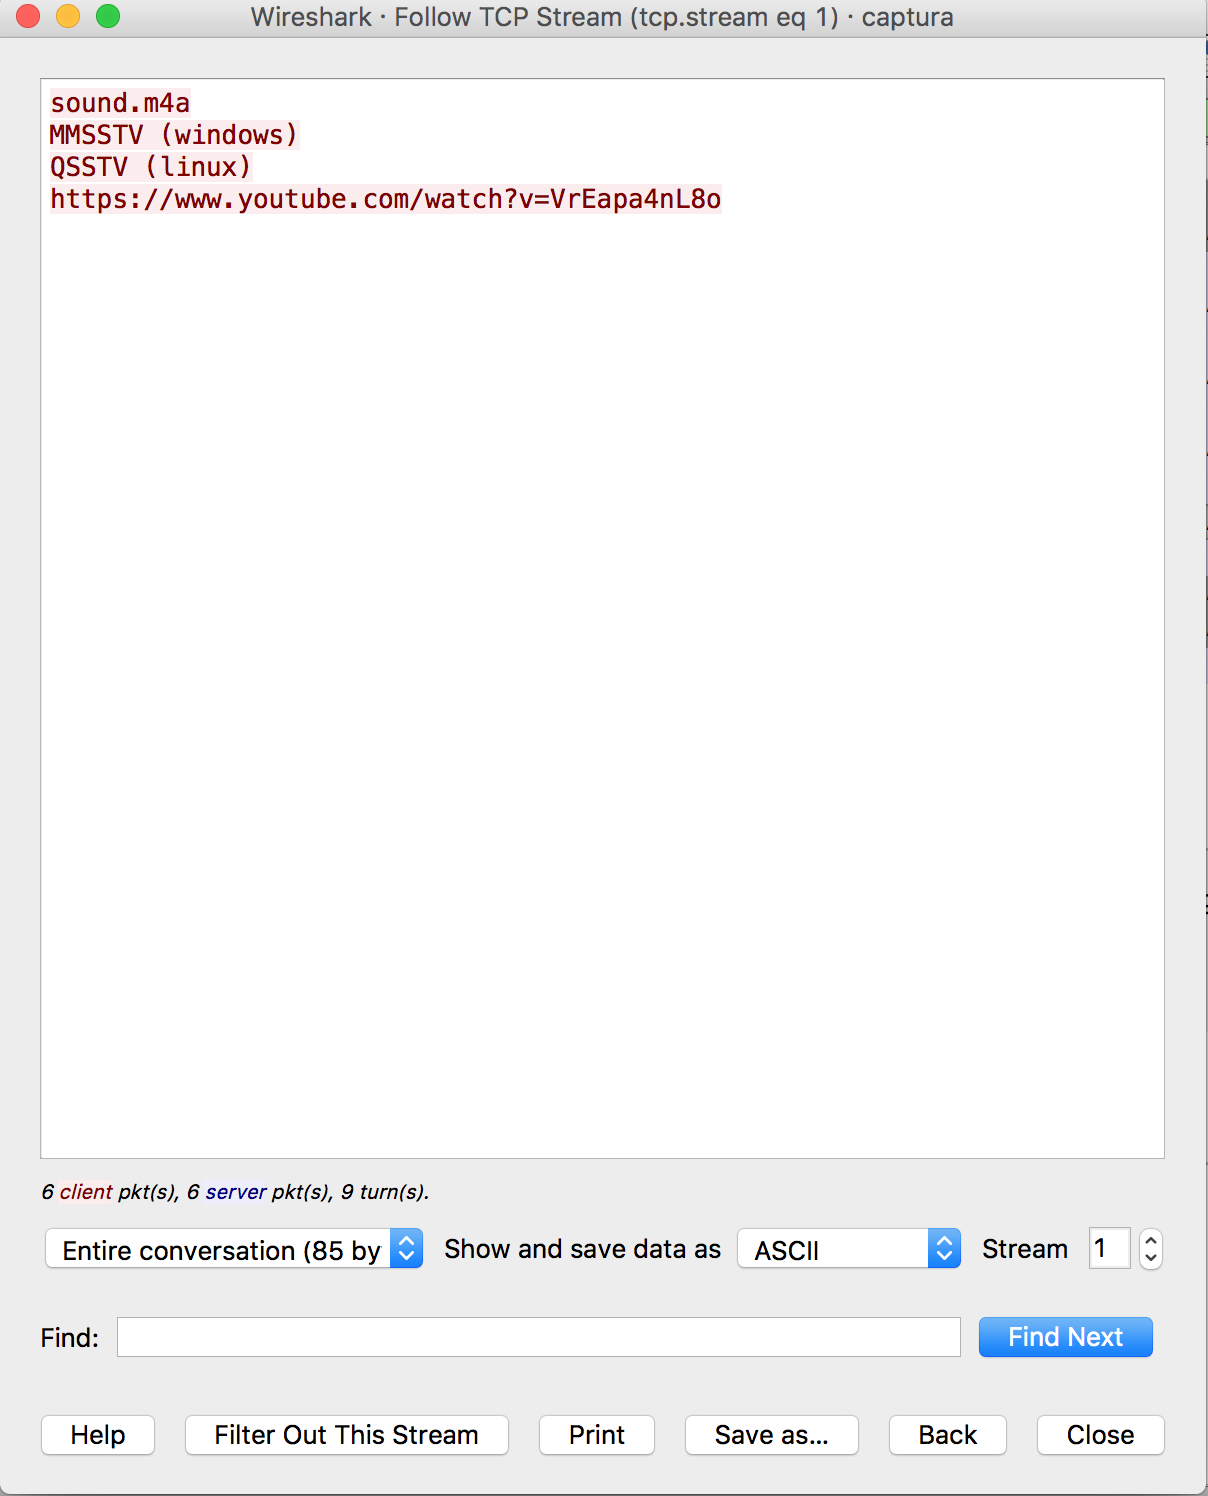 Wireshark · Follow TCP Stream (tcp.stream eq 1) · captura
sound.m4a
MMSSTV (windows)
QSSTV (linux)
https://www.youtube.com/watch?v=VrEapa4nL8o
6 client pkt(s), 6 server pkt(s), 9 turn(s).
Entire conversation (85 by Show and save data as ASCII Stream 1
Find: Find Next
Help Filter Out This Stream Print Save as... Back Close